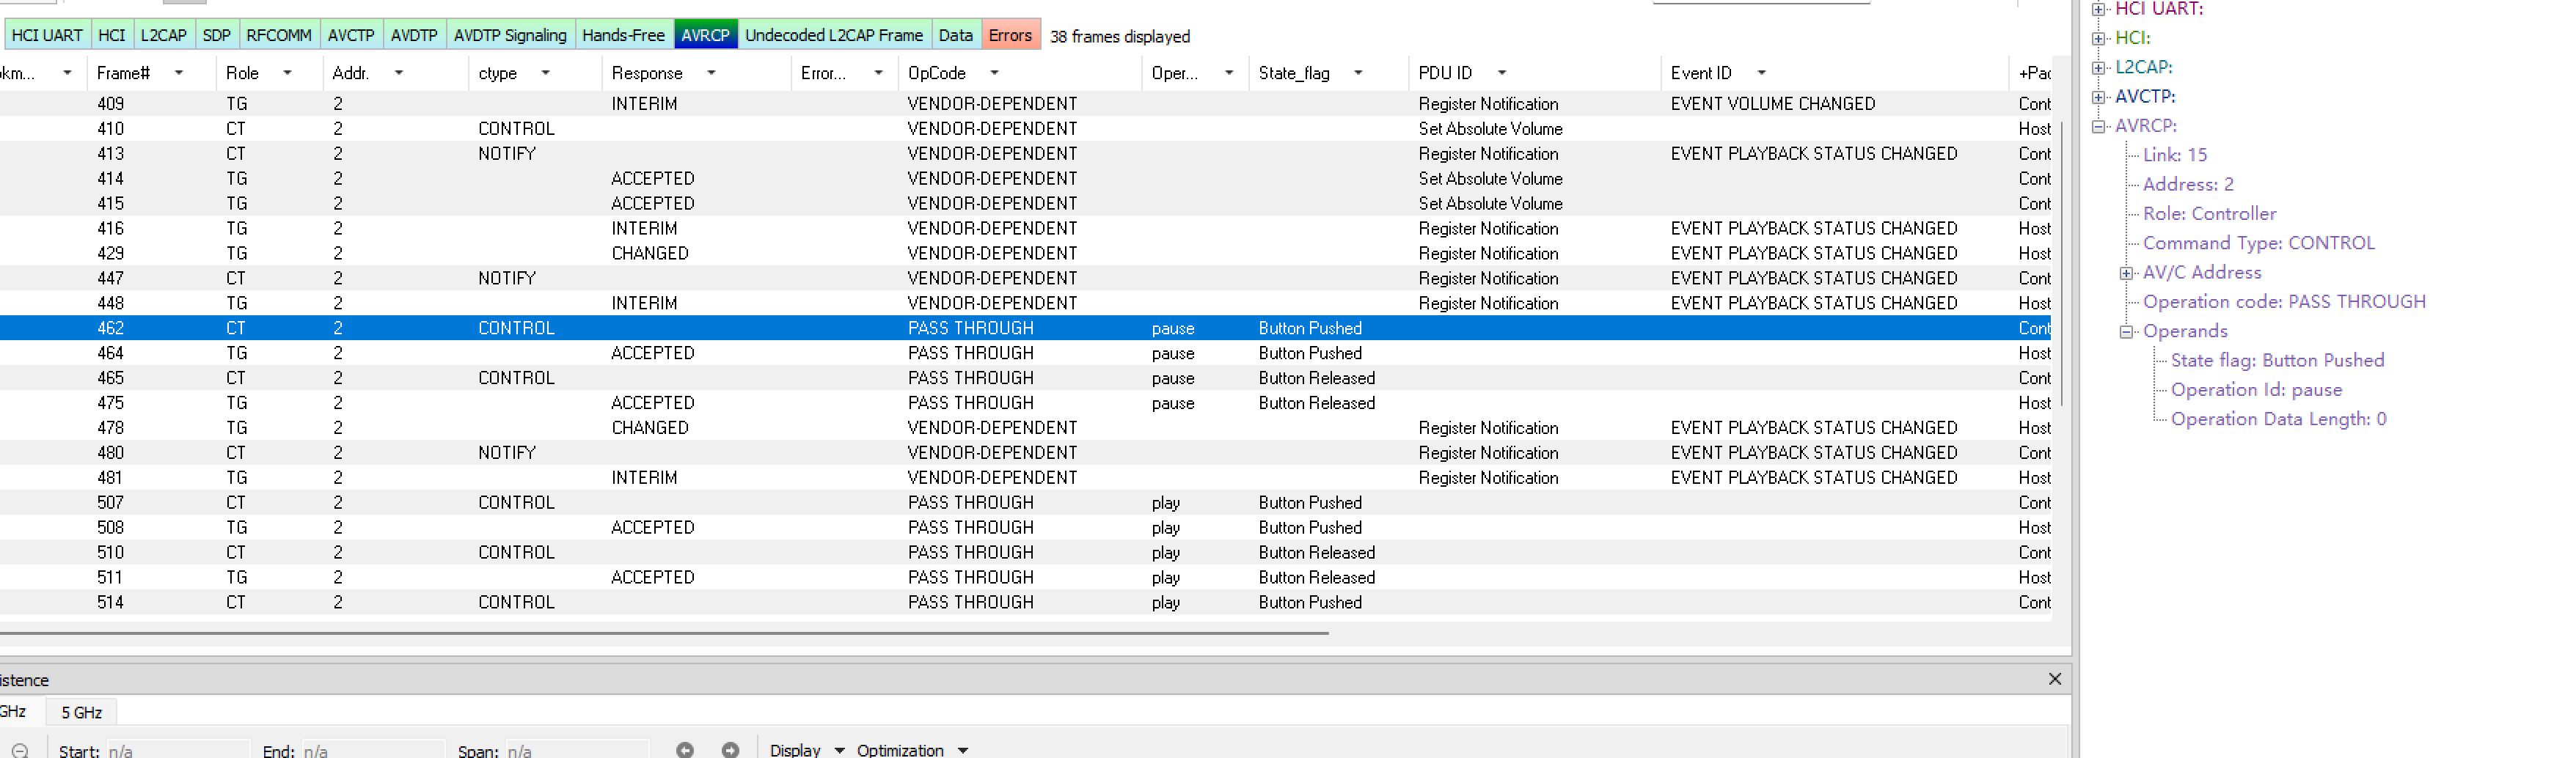 HCI UART HCI L2CAP SDP RFCOMM AVCTP AVDTP AVDTP Signaling Hands-Free AVRCP Undecoded L2CAP Frame Data Errors 38 frames displayed
km... Frame# Role Addr. ctype Response Error... OpCode Oper... State_flag PDU ID Event ID +Pac
409 TG 2 INTERIM VENDOR-DEPENDENT Register Notification EVENT VOLUME CHANGED Cont
410 CT 2 CONTROL VENDOR-DEPENDENT Set Absolute Volume Host
413 CT 2 NOTIFY VENDOR-DEPENDENT Register Notification EVENT PLAYBACK STATUS CHANGED Cont
414 TG 2 ACCEPTED VENDOR-DEPENDENT Set Absolute Volume Cont
415 TG 2 ACCEPTED VENDOR-DEPENDENT Set Absolute Volume Cont
416 TG 2 INTERIM VENDOR-DEPENDENT Register Notification EVENT PLAYBACK STATUS CHANGED Host
429 TG 2 CHANGED VENDOR-DEPENDENT Register Notification EVENT PLAYBACK STATUS CHANGED Host
447 CT 2 NOTIFY VENDOR-DEPENDENT Register Notification EVENT PLAYBACK STATUS CHANGED Cont
448 TG 2 INTERIM VENDOR-DEPENDENT Register Notification EVENT PLAYBACK STATUS CHANGED Host
462 CT 2 CONTROL PASS THROUGH pause Button Pushed Cont
464 TG 2 ACCEPTED PASS THROUGH pause Button Pushed Host
465 CT 2 CONTROL PASS THROUGH pause Button Released Cont
475 TG 2 ACCEPTED PASS THROUGH pause Button Released Host
478 TG 2 CHANGED VENDOR-DEPENDENT Register Notification EVENT PLAYBACK STATUS CHANGED Host
480 CT 2 NOTIFY VENDOR-DEPENDENT Register Notification EVENT PLAYBACK STATUS CHANGED Cont
481 TG 2 INTERIM VENDOR-DEPENDENT Register Notification EVENT PLAYBACK STATUS CHANGED Host
507 CT 2 CONTROL PASS THROUGH play Button Pushed Cont
508 TG 2 ACCEPTED PASS THROUGH play Button Pushed Host
510 CT 2 CONTROL PASS THROUGH play Button Released Cont
511 TG 2 ACCEPTED PASS THROUGH play Button Released Host
514 CT 2 CONTROL PASS THROUGH play Button Pushed Cont
istence
GHz 5 GHz
Start: n/a End: n/a Span: n/a Display Optimization
HCI UART:
HCI:
L2CAP:
AVCTP:
AVRCP:
Link: 15
Address: 2
Role: Controller
Command Type: CONTROL
AV/C Address
Operation code: PASS THROUGH
Operands
State flag: Button Pushed
Operation Id: pause
Operation Data Length: 0